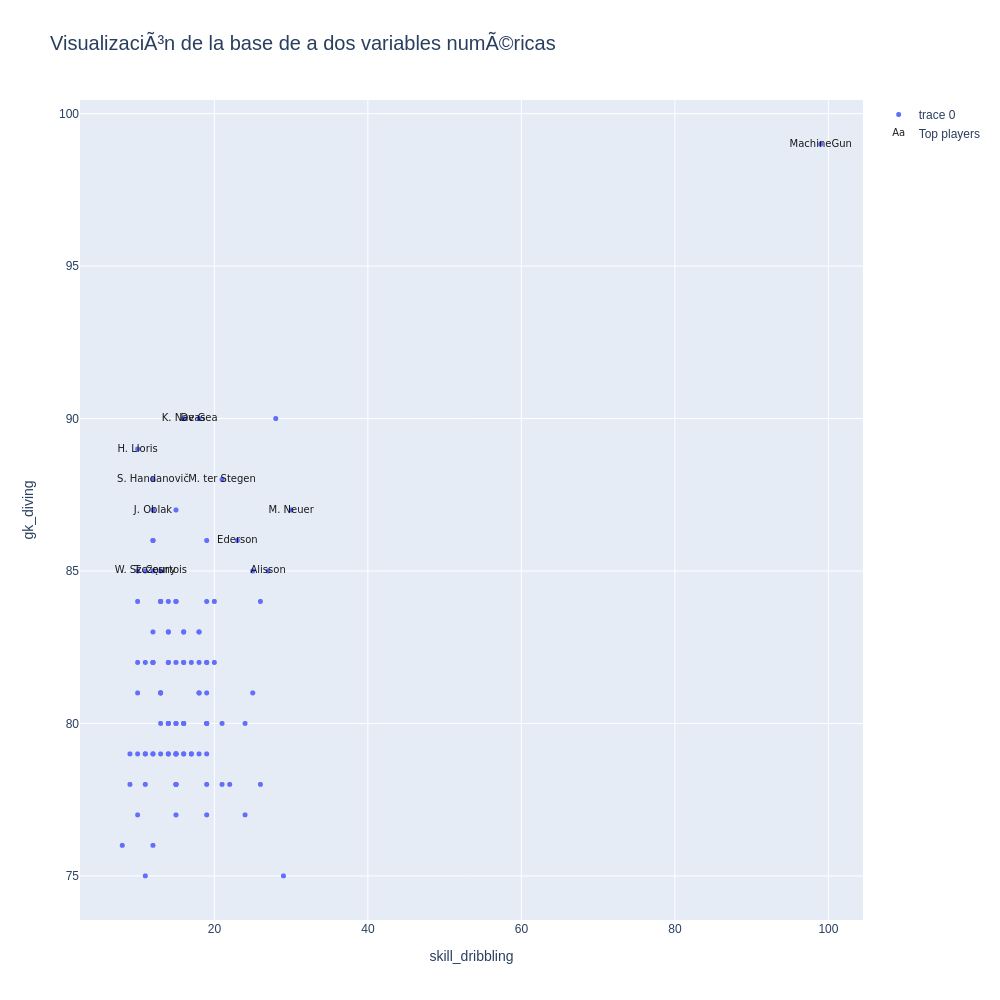 VisualizaciÃ³n de la base de a dos variables numÃ©ricas
trace 0
Aa Top players
100
MachineGun
95
90
K. Navas
De Gea
H. Lloris
S. Handanovič
M. ter Stegen
J. Oblak
M. Neuer
Ederson
85
W. Szczęsny
T. Courtois
Alisson
80
75
gk_diving
20
40
60
80
100
skill_dribbling